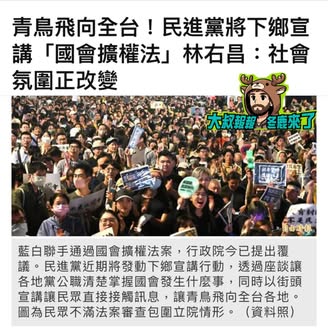 青鳥飛向全台！民進黨將下鄉宣
講「國會擴權法」林右昌：社會
氛圍正改變
大叔報報 冬鹿來了
藍白聯手通過國會擴權法案，行政院今已提出覆
議。民進黨近期將發動下鄉宣講行動，透過座談讓
各地黨公職清楚掌握國會發生什麼事，同時以街頭
宣講讓民眾直接接觸訊息，讓青鳥飛向全台各地。
圖為民眾不滿法案審查包圍立院情形。（資料照）